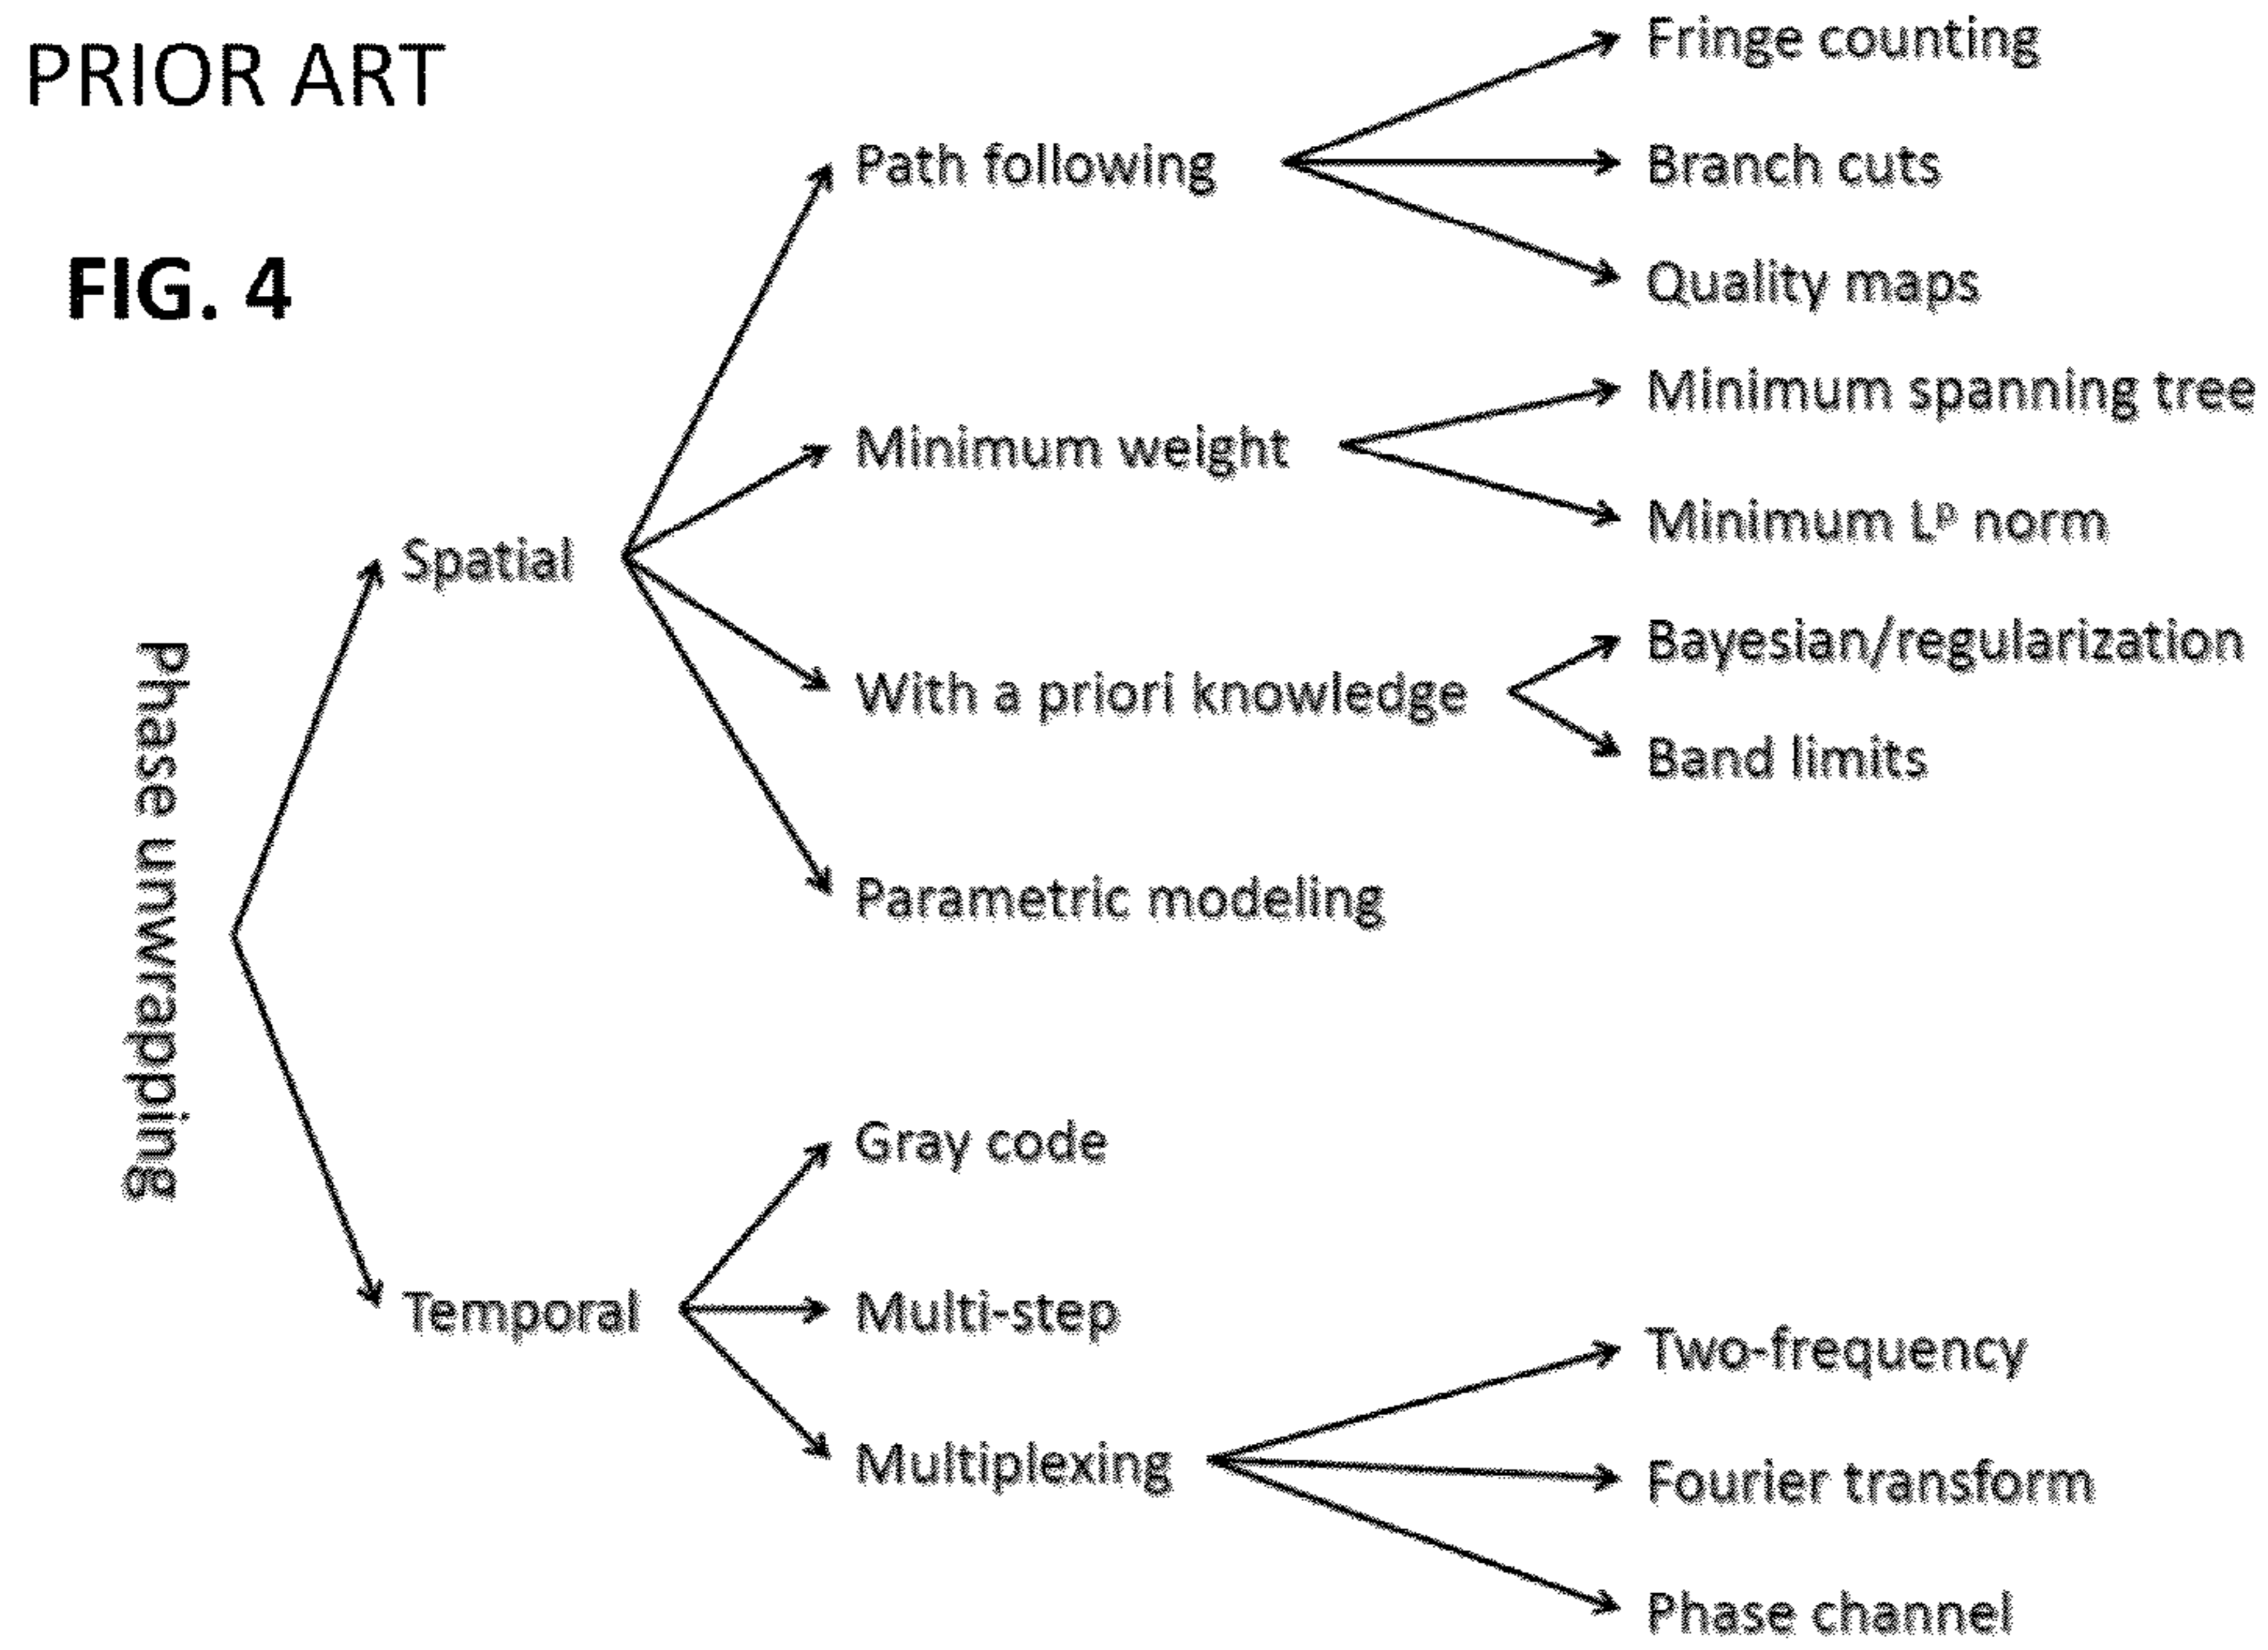 PRIOR ART
FIG. 4
Phase unwrapping
Spatial
Path following
Fringe counting
Branch cuts
Quality maps
Minimum weight
Minimum spanning tree
Minimum Lᵖ norm
With a priori knowledge
Bayesian/regularization
Band limits
Parametric modeling
Temporal
Gray code
Multi-step
Multiplexing
Two-frequency
Fourier transform
Phase channel